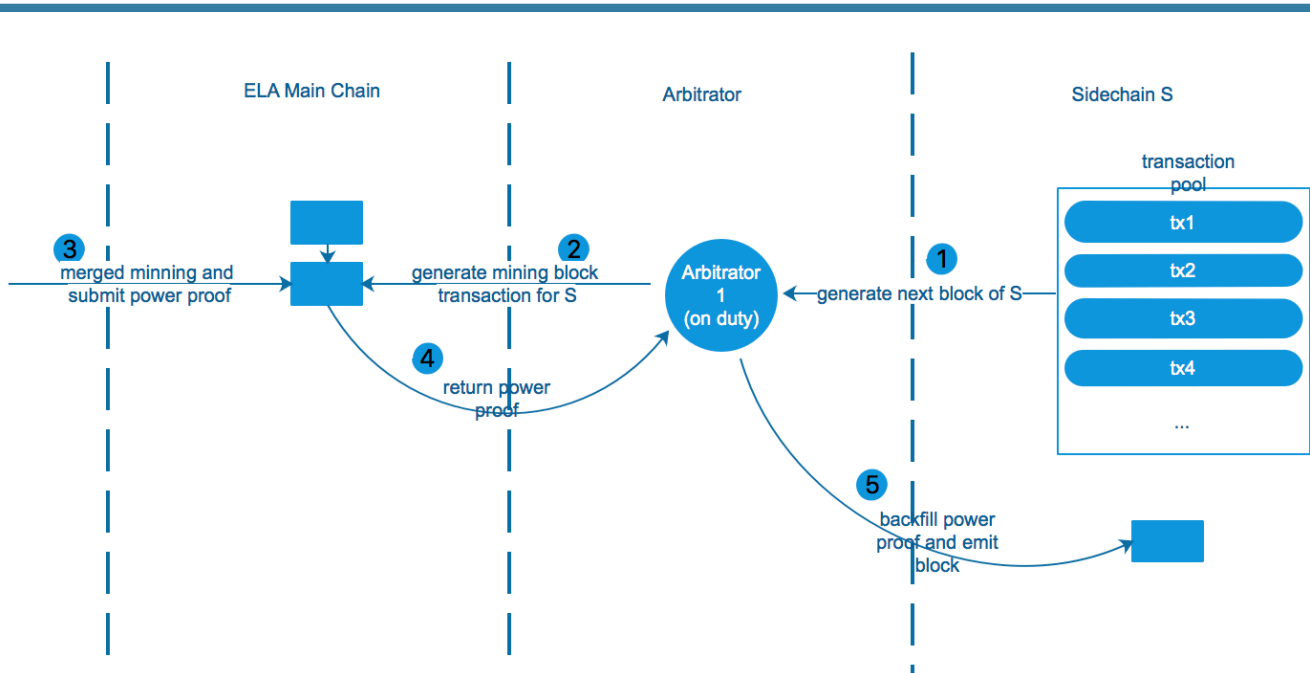 ELA Main Chain
Arbitrator
Sidechain S
transaction
pool
tx1
tx2
tx3
tx4
...
1
generate next block of S
Arbitrator
1
(on duty)
2
generate mining block
transaction for S
3
merged minning and
submit power proof
4
return power
proof
5
backfill power
proof and emit
block